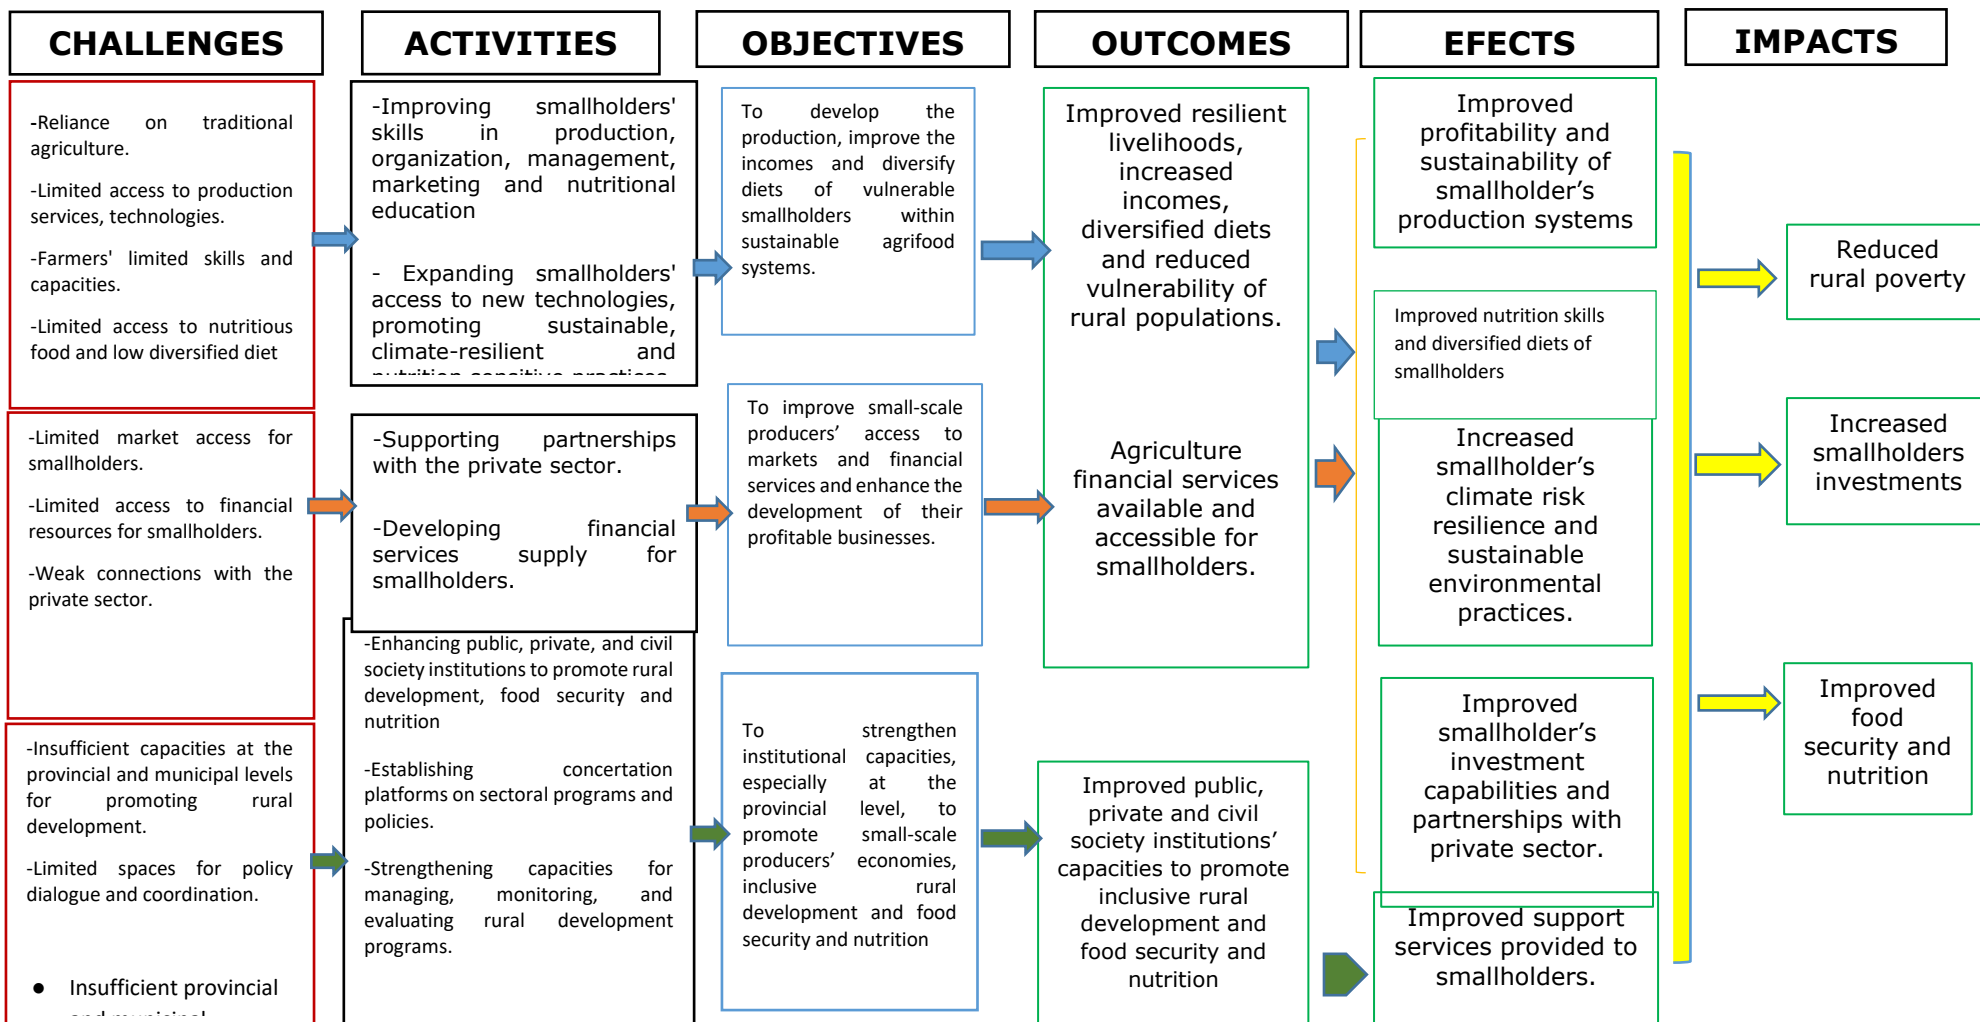 CHALLENGES
ACTIVITIES
OBJECTIVES
OUTCOMES
EFECTS
IMPACTS
-Reliance on traditional
agriculture.
-Limited access to production
services, technologies.
-Farmers' limited skills and
capacities.
-Limited access to nutritious
food and low diversified diet
-Limited market access for
smallholders.
-Limited access to financial
resources for smallholders.
-Weak connections with the
private sector.
-Insufficient capacities at the
provincial and municipal levels
for promoting rural
development.
-Limited spaces for policy
dialogue and coordination.
● Insufficient provincial
and municipal
-Improving smallholders'
skills in production,
organization, management,
marketing and nutritional
education
- Expanding smallholders'
access to new technologies,
promoting sustainable,
climate-resilient and
nutrition sensitive practices
-Supporting partnerships
with the private sector.
-Developing financial
services supply for
smallholders.
-Enhancing public, private, and civil
society institutions to promote rural
development, food security and
nutrition
-Establishing concertation
platforms on sectoral programs and
policies.
-Strengthening capacities for
managing, monitoring, and
evaluating rural development
programs.
To develop the
production, improve the
incomes and diversify
diets of vulnerable
smallholders within
sustainable agrifood
systems.
To improve small-scale
producers’ access to
markets and financial
services and enhance the
development of their
profitable businesses.
To strengthen
institutional capacities,
especially at the
provincial level, to
promote small-scale
producers’ economies,
inclusive rural
development and food
security and nutrition
Improved resilient
livelihoods,
increased
incomes,
diversified diets
and reduced
vulnerability of
rural populations.
Agriculture
financial services
available and
accessible for
smallholders.
Improved public,
private and civil
society institutions’
capacities to promote
inclusive rural
development and
food security and
nutrition
Improved
profitability and
sustainability of
smallholder’s
production systems
Improved nutrition skills
and diversified diets of
smallholders
Increased
smallholder’s
climate risk
resilience and
sustainable
environmental
practices.
Improved
smallholder’s
investment
capabilities and
partnerships with
private sector.
Improved support
services provided to
smallholders.
Reduced
rural poverty
Increased
smallholders
investments
Improved
food
security and
nutrition